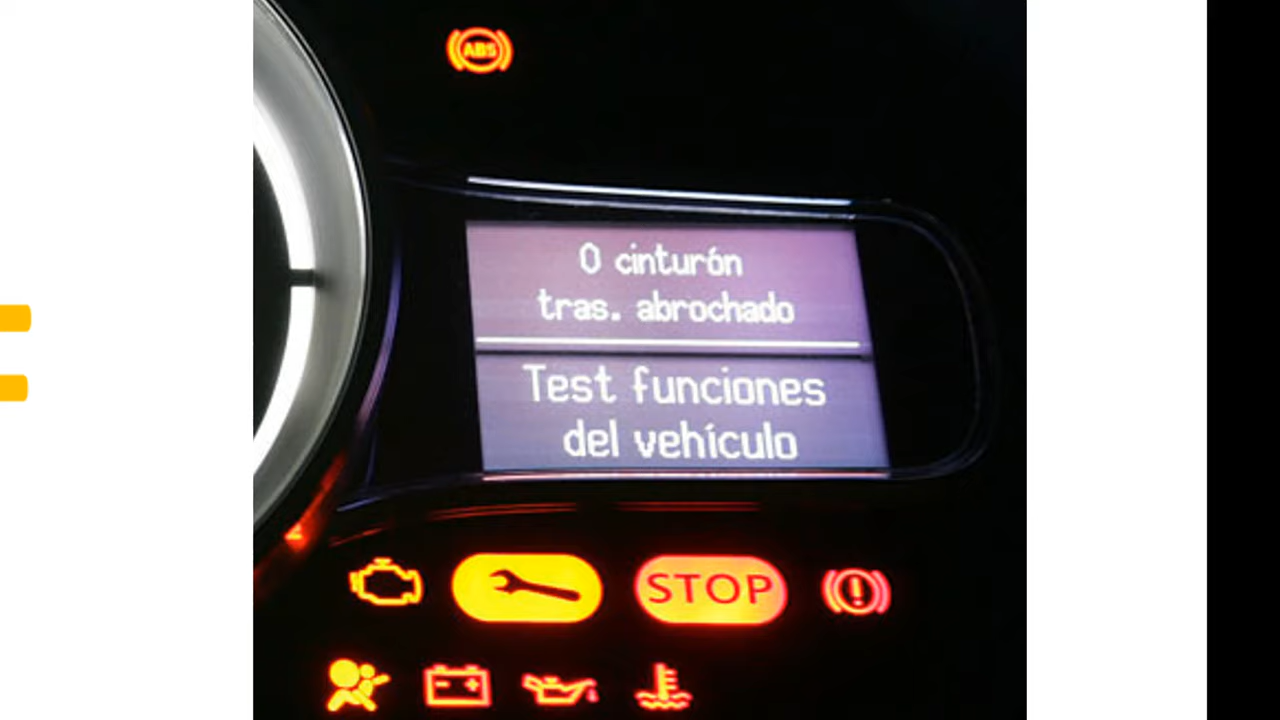 ABS
0 cinturón
tras. abrochado
Test funciones
del vehículo
STOP